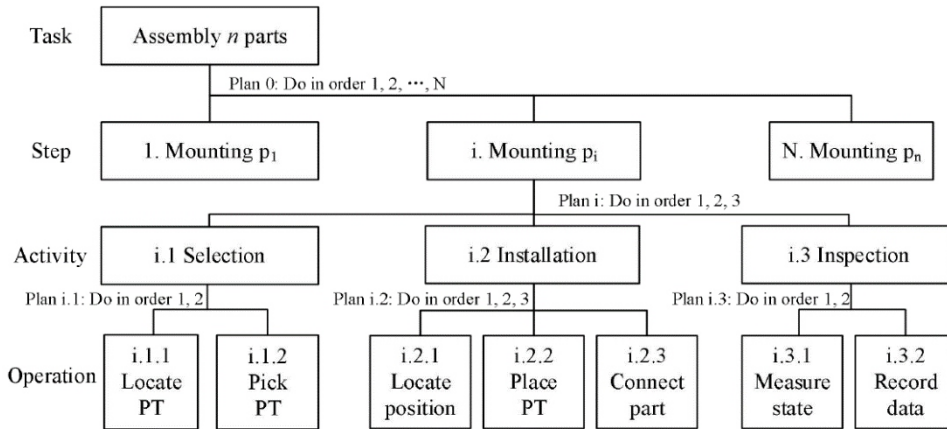 Task
Assembly n parts
Plan 0: Do in order 1, 2, ···, N
Step
1. Mounting p1
i. Mounting pi
N. Mounting pn
Plan i: Do in order 1, 2, 3
Activity
i.1 Selection
i.2 Installation
i.3 Inspection
Plan i.1: Do in order 1, 2
Plan i.2: Do in order 1, 2, 3
Plan i.3: Do in order 1, 2
Operation
i.1.1
Locate
PT
i.1.2
Pick
PT
i.2.1
Locate
position
i.2.2
Place
PT
i.2.3
Connect
part
i.3.1
Measure
state
i.3.2
Record
data